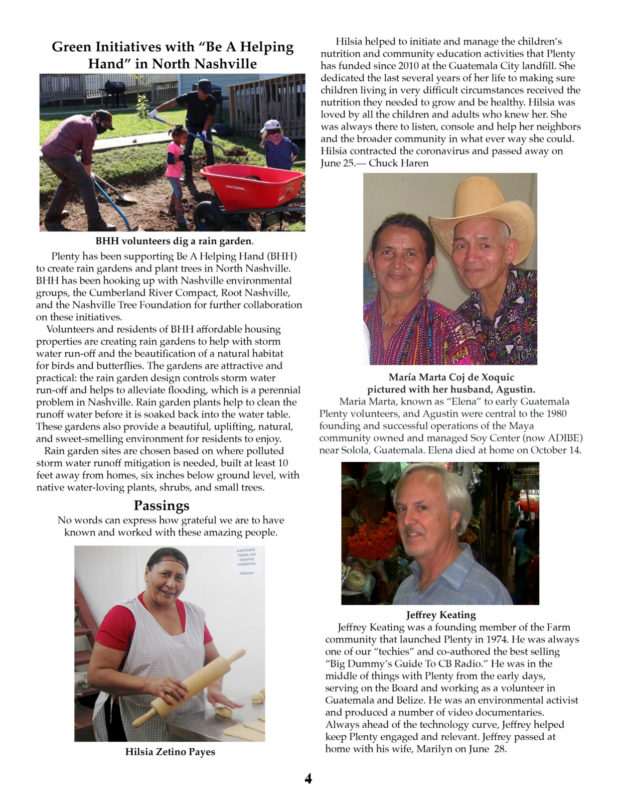 Green Initiatives with “Be A Helping
Hand” in North Nashville
BHH volunteers dig a rain garden.
Plenty has been supporting Be A Helping Hand (BHH)
to create rain gardens and plant trees in North Nashville.
BHH has been hooking up with Nashville environmental
groups, the Cumberland River Compact, Root Nashville,
and the Nashville Tree Foundation for further collaboration
on these initiatives.
Volunteers and residents of BHH affordable housing
properties are creating rain gardens to help with storm
water run-off and the beautification of a natural habitat
for birds and butterflies. The gardens are attractive and
practical: the rain garden design controls storm water
run-off and helps to alleviate flooding, which is a perennial
problem in Nashville. Rain garden plants help to clean the
runoff water before it is soaked back into the water table.
These gardens also provide a beautiful, uplifting, natural,
and sweet-smelling environment for residents to enjoy.
Rain garden sites are chosen based on where polluted
storm water runoff mitigation is needed, built at least 10
feet away from homes, six inches below ground level, with
native water-loving plants, shrubs, and small trees.
Passings
No words can express how grateful we are to have
known and worked with these amazing people.
Hilsia Zetino Payes
Hilsia helped to initiate and manage the children’s
nutrition and community education activities that Plenty
has funded since 2010 at the Guatemala City landfill. She
dedicated the last several years of her life to making sure
children living in very difficult circumstances received the
nutrition they needed to grow and be healthy. Hilsia was
loved by all the children and adults who knew her. She
was always there to listen, console and help her neighbors
and the broader community in what ever way she could.
Hilsia contracted the coronavirus and passed away on
June 25.— Chuck Haren
María Marta Coj de Xoquic
pictured with her husband, Agustin.
Maria Marta, known as “Elena” to early Guatemala
Plenty volunteers, and Agustin were central to the 1980
founding and successful operations of the Maya
community owned and managed Soy Center (now ADIBE)
near Solola, Guatemala. Elena died at home on October 14.
Jeffrey Keating
Jeffrey Keating was a founding member of the Farm
community that launched Plenty in 1974. He was always
one of our “techies” and co-authored the best selling
“Big Dummy’s Guide To CB Radio.” He was in the
middle of things with Plenty from the early days,
serving on the Board and working as a volunteer in
Guatemala and Belize. He was an environmental activist
and produced a number of video documentaries.
Always ahead of the technology curve, Jeffrey helped
keep Plenty engaged and relevant. Jeffrey passed at
home with his wife, Marilyn on June 28.
4